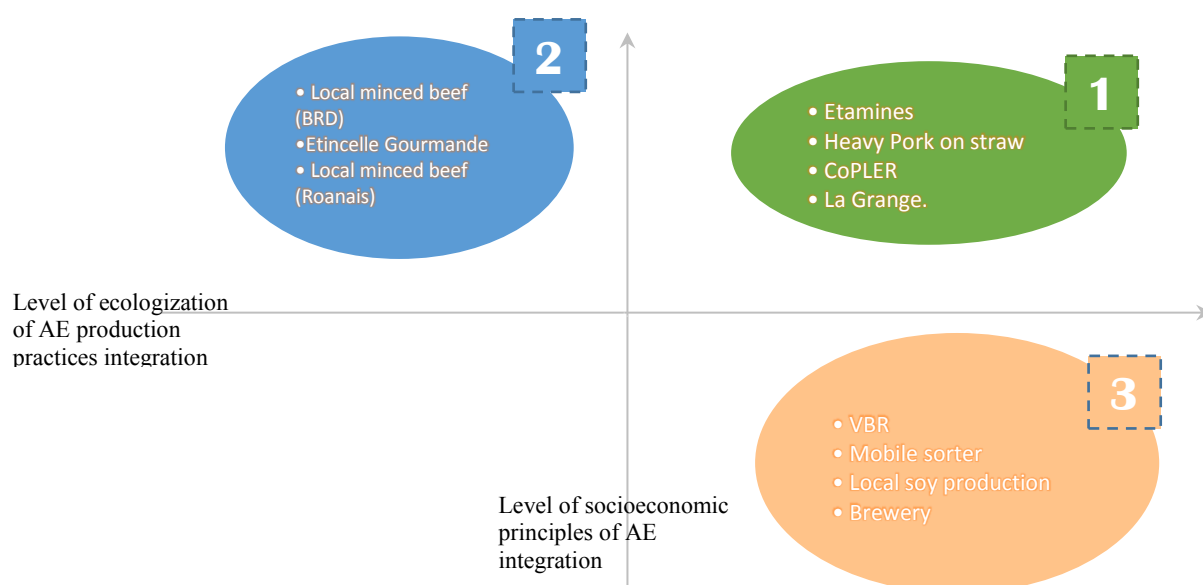 2
• Local minced beef
(BRD)
•Etincelle Gourmande
• Local minced beef
(Roanais)
1
• Etamines
• Heavy Pork on straw
• CoPLER
• La Grange.
Level of ecologization
of AE production
practices integration
3
• VBR
• Mobile sorter
• Local soy production
• Brewery
Level of socioeconomic
principles of AE
integration